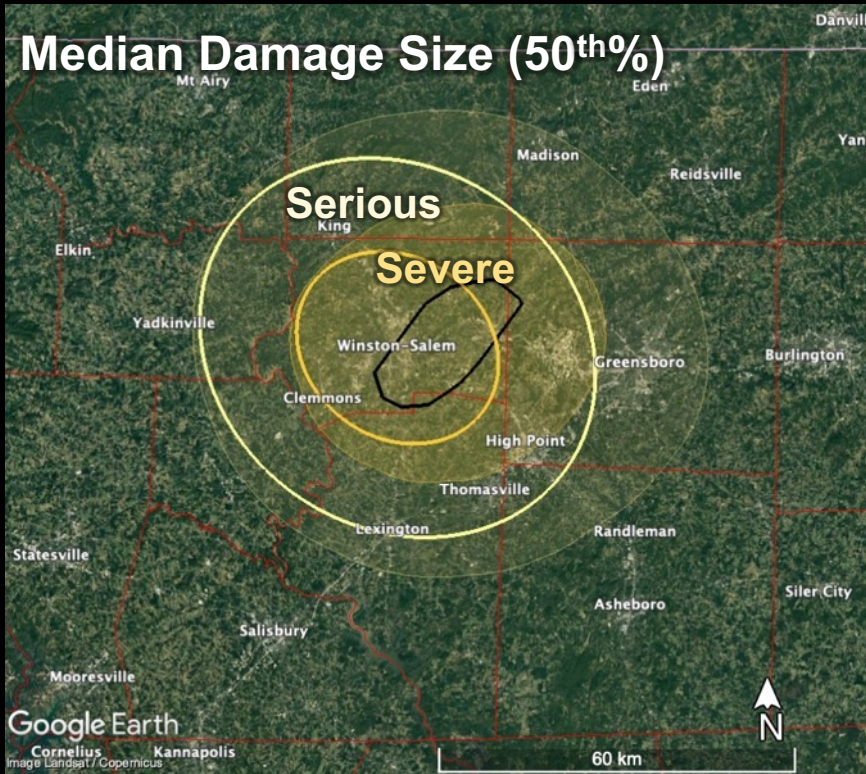 Median Damage Size (50th%)
Danvill
Mt Airy
Eden
Yan
Madison
Reidsville
Serious
King
Elkin
Severe
Yadkinville
Winston-Salem
Greensboro
Burlington
Clemmons
High Point
Thomasville
Lexington
Randleman
Statesville
Siler City
Asheboro
Salisbury
Mooresville
N
Google Earth
Cornelius
Kannapolis
60 km
Image Landsat / Copernicus